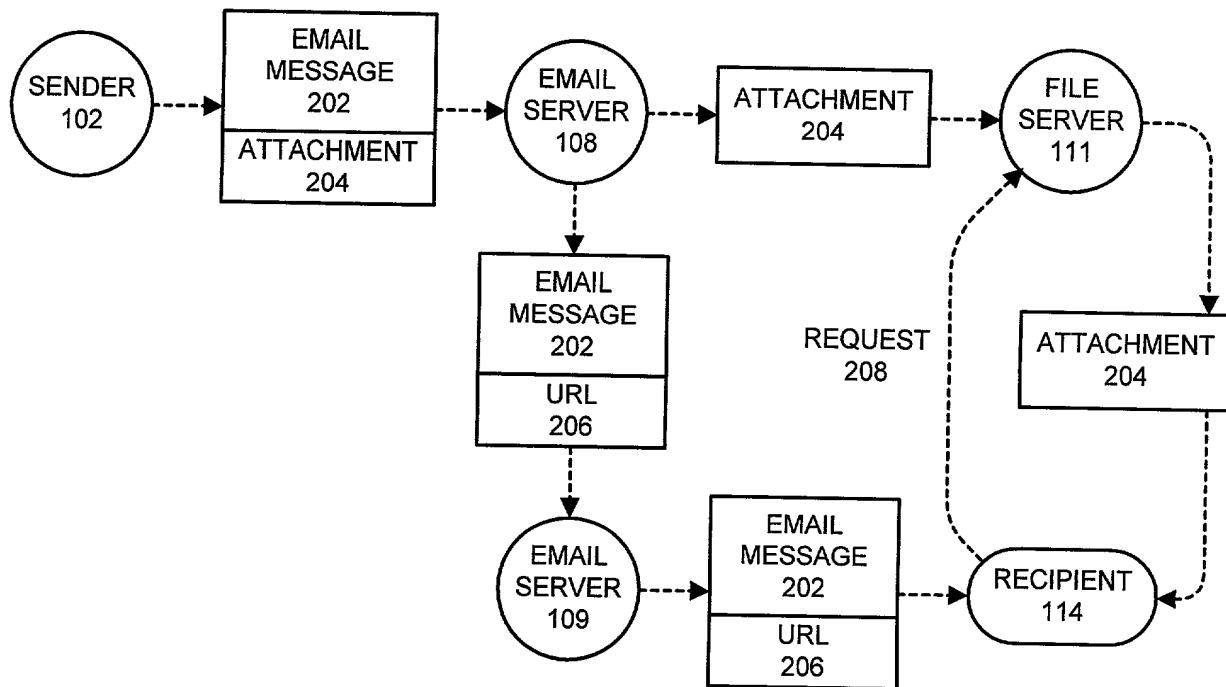 SENDER
102
EMAIL
MESSAGE
202
ATTACHMENT
204
EMAIL
SERVER
108
ATTACHMENT
204
FILE
SERVER
111
EMAIL
MESSAGE
202
URL
206
REQUEST
208
ATTACHMENT
204
EMAIL
SERVER
109
EMAIL
MESSAGE
202
URL
206
RECIPIENT
114